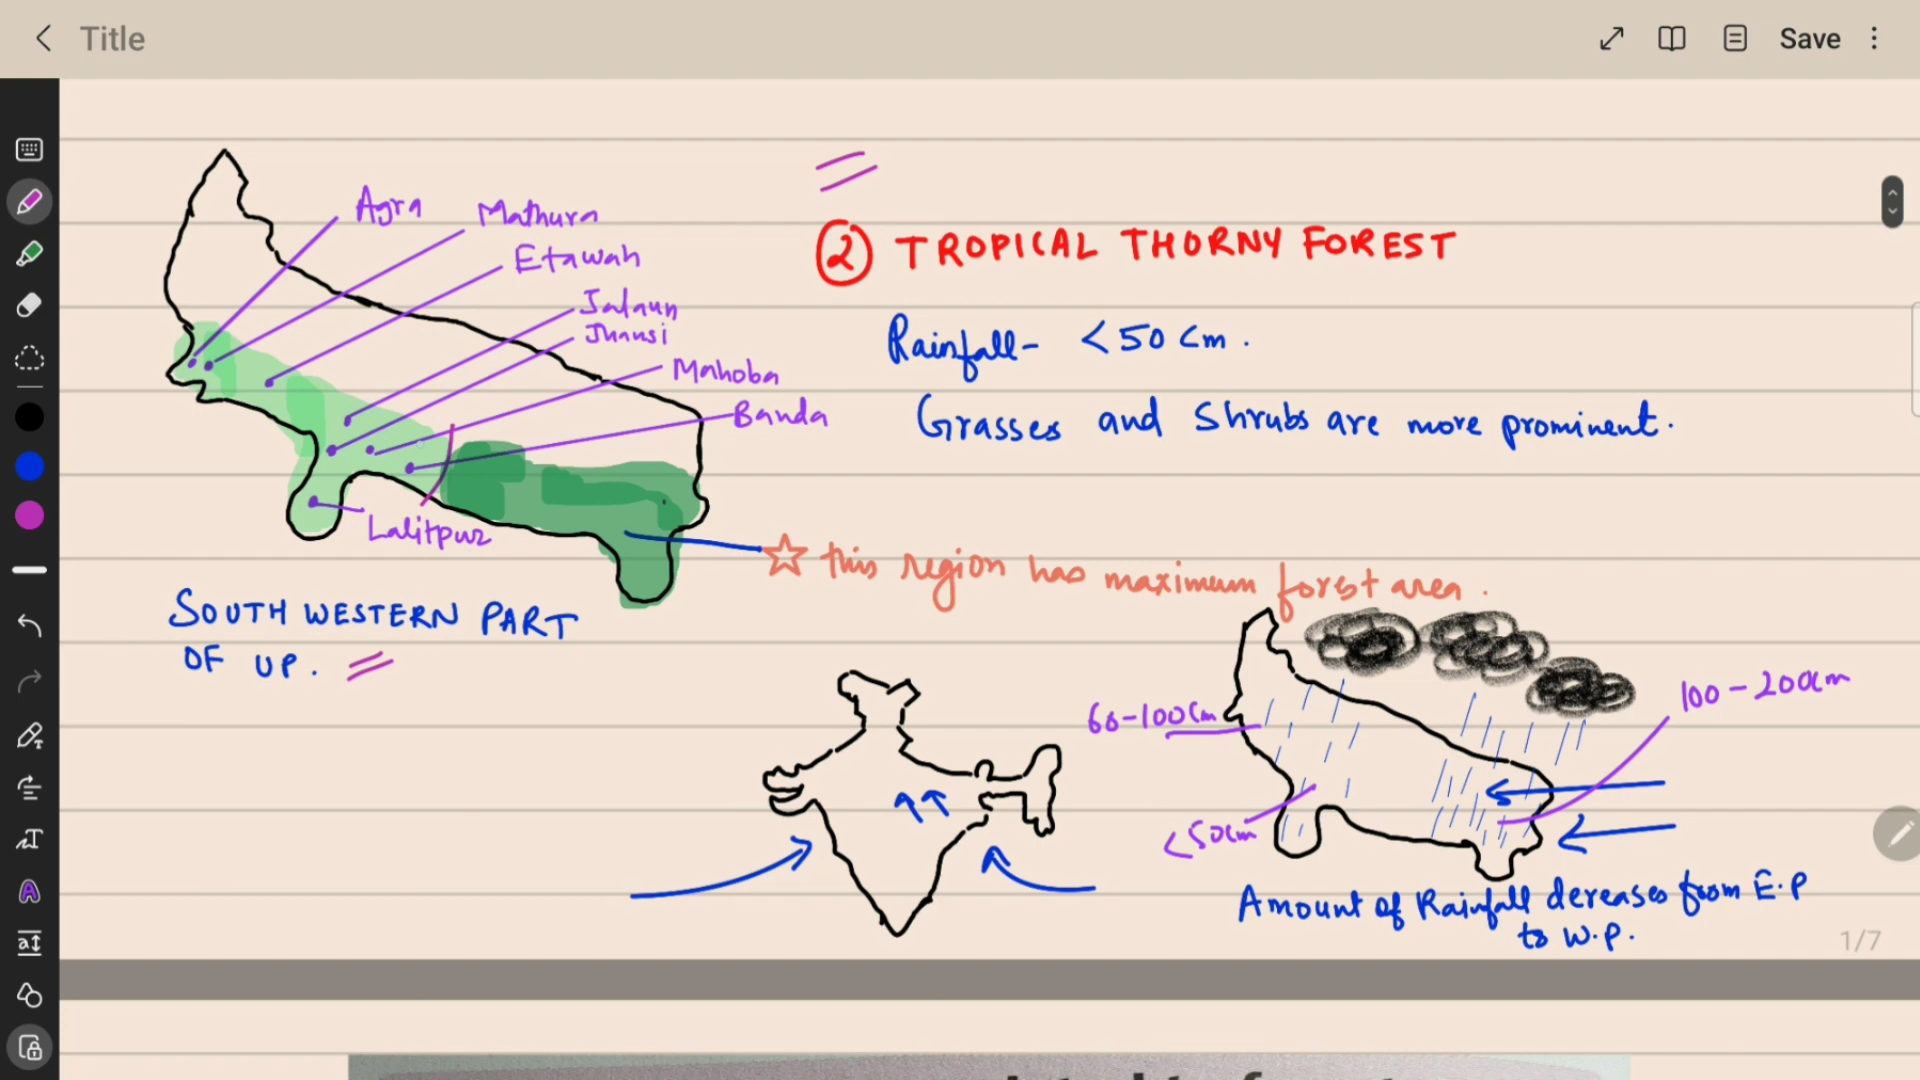 Title
Save
Agra
Mathura
Etawah
Jalaun
Jhansi
Mahoba
Banda
Lalitpur
SOUTH WESTERN PART
OF UP.
2 TROPICAL THORNY FOREST
Rainfall- <50 cm.
Grasses and shrubs are more prominent.
☆ this region has maximum forest area.
60-100cm
100-200cm
<50cm
Amount of Rainfall dereases from E.P
to W.P.
1/7